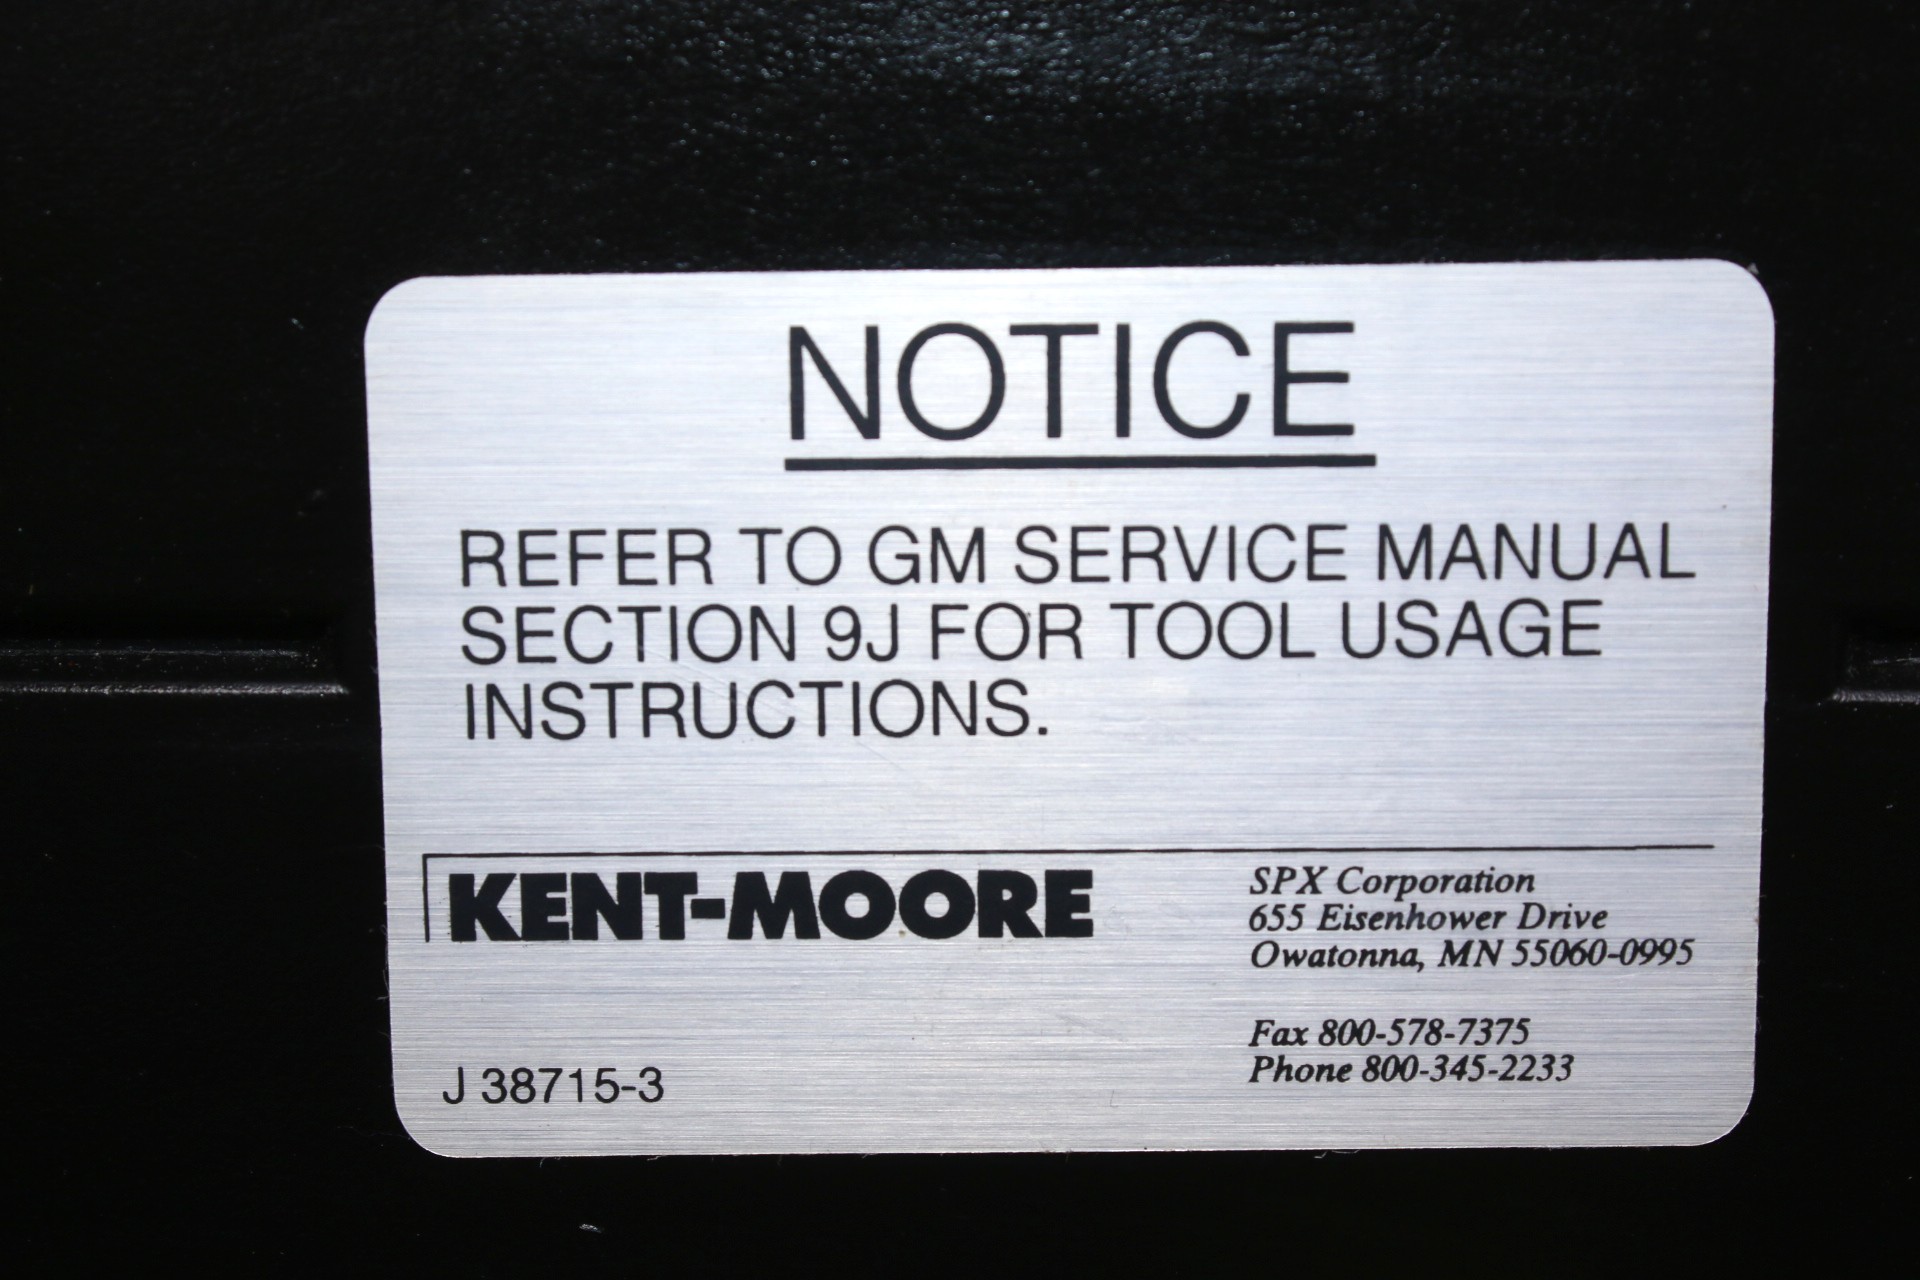 NOTICE
REFER TO GM SERVICE MANUAL
SECTION 9J FOR TOOL USAGE
INSTRUCTIONS.
KENT-MOORE
SPX Corporation
655 Eisenhower Drive
Owatonna, MN 55060-0995
Fax 800-578-7375
Phone 800-345-2233
J 38715-3